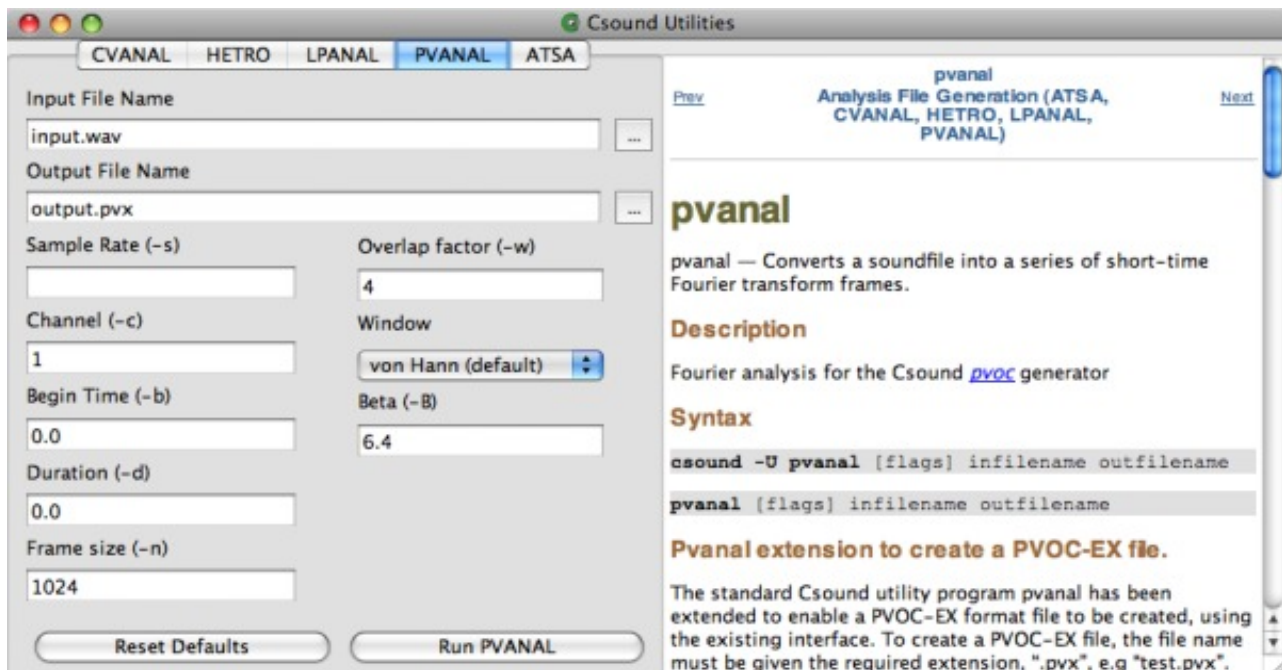 Csound Utilities
CVANAL HETRO LPANAL PVANAL ATSA
Input File Name
input.wav
...
Output File Name
output.pvx
...
Sample Rate (-s)
Overlap factor (-w)
4
Channel (-c)
Window
1
von Hann (default)
Begin Time (-b)
Beta (-B)
0.0
6.4
Duration (-d)
0.0
Frame size (-n)
1024
Reset Defaults
Run PVANAL
pvanal
Prev
Analysis File Generation (ATSA,
Next
CVANAL, HETRO, LPANAL,
PVANAL)
pvanal
pvanal — Converts a soundfile into a series of short-time
Fourier transform frames.
Description
Fourier analysis for the Csound pvoc generator
Syntax
csound -U pvanal [flags] infilename outfilename
pvanal [flags] infilename outfilename
Pvanal extension to create a PVOC-EX file.
The standard Csound utility program pvanal has been
extended to enable a PVOC-EX format file to be created, using
the existing interface. To create a PVOC-EX file, the file name
must be given the required extension, ".pvx", e.g "test.pvx".